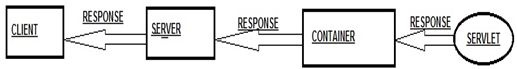 CLIENT
RESPONSE
SERVER
RESPONSE
CONTAINER
RESPONSE
SERVLET